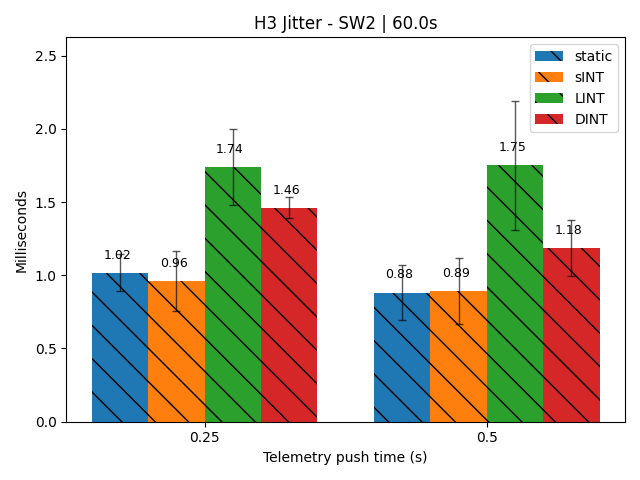 H3 Jitter - SW2 | 60.0s
static
sINT
LINT
DINT
2.5
2.0
1.5
1.0
0.5
0.0
Milliseconds
1.02
0.96
1.74
1.46
0.88
0.89
1.75
1.18
0.25
0.5
Telemetry push time (s)